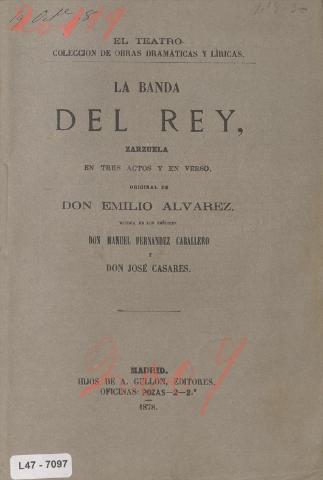 EL TEATRO.
COLECCION DE OBRAS DRAMÁTICAS Y LÍRICAS.
LA BANDA
DEL REY,
ZARZUELA
EN TRES ACTOS Y EN VERSO,
ORIGINAL DE
DON EMILIO ALVAREZ,
MÚSICA DE LOS
DON MANUEL FERNANDEZ CABALLERO
Y
DON JOSÉ CASARES.
MADRID.
HIJOS DE A. GULLON, EDITORES.
OFICINAS: POZAS—2—2.º
1878.
L47 - 7097